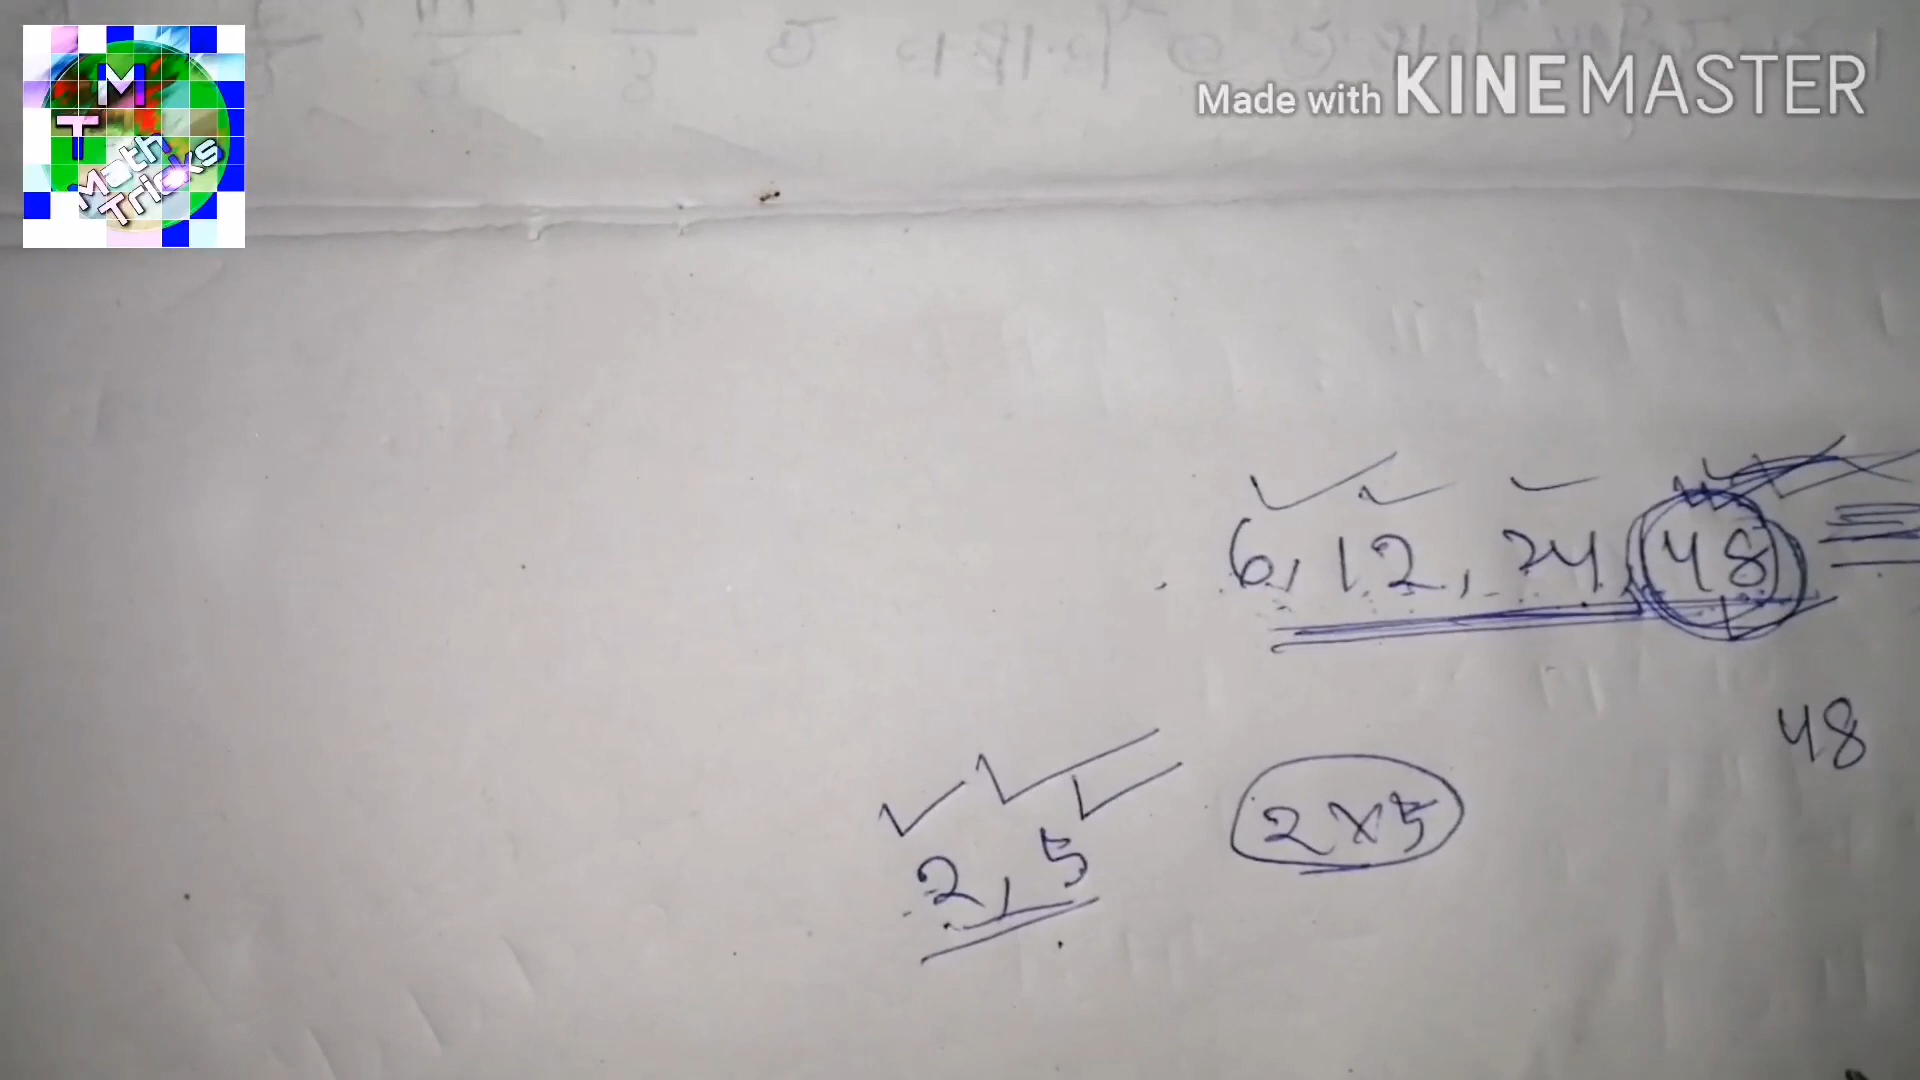 Made with KINEMASTER
M
T
Math
Tricks
6, 12, 24, 48
48
2, 5
2×5